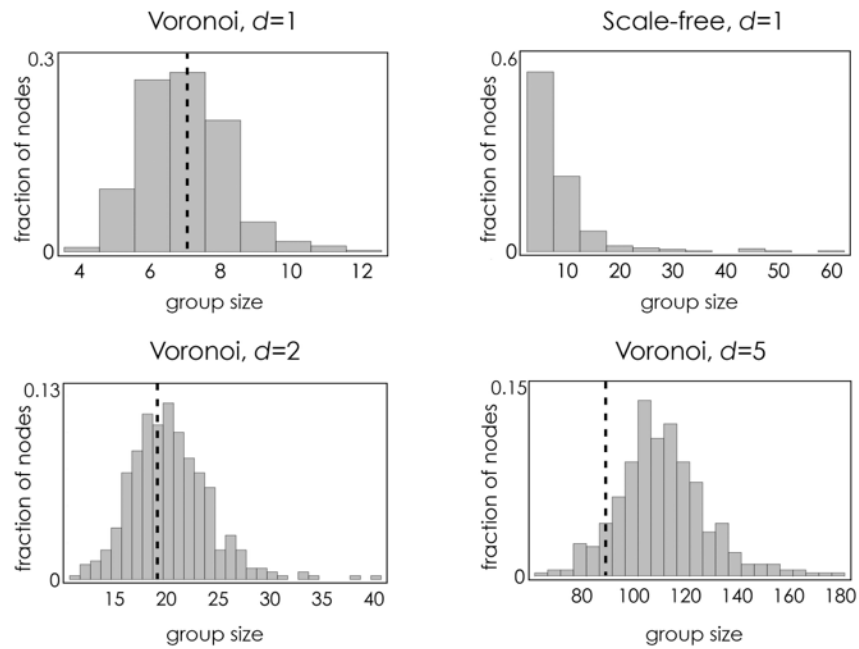 Voronoi, d=1
0.3
fraction of nodes
0
4 6 8 10 12
group size
Scale-free, d=1
0.6
fraction of nodes
0
10 20 30 40 50 60
group size
Voronoi, d=2
0.13
fraction of nodes
0
15 20 25 30 35 40
group size
Voronoi, d=5
0.15
fraction of nodes
0
80 100 120 140 160 180
group size